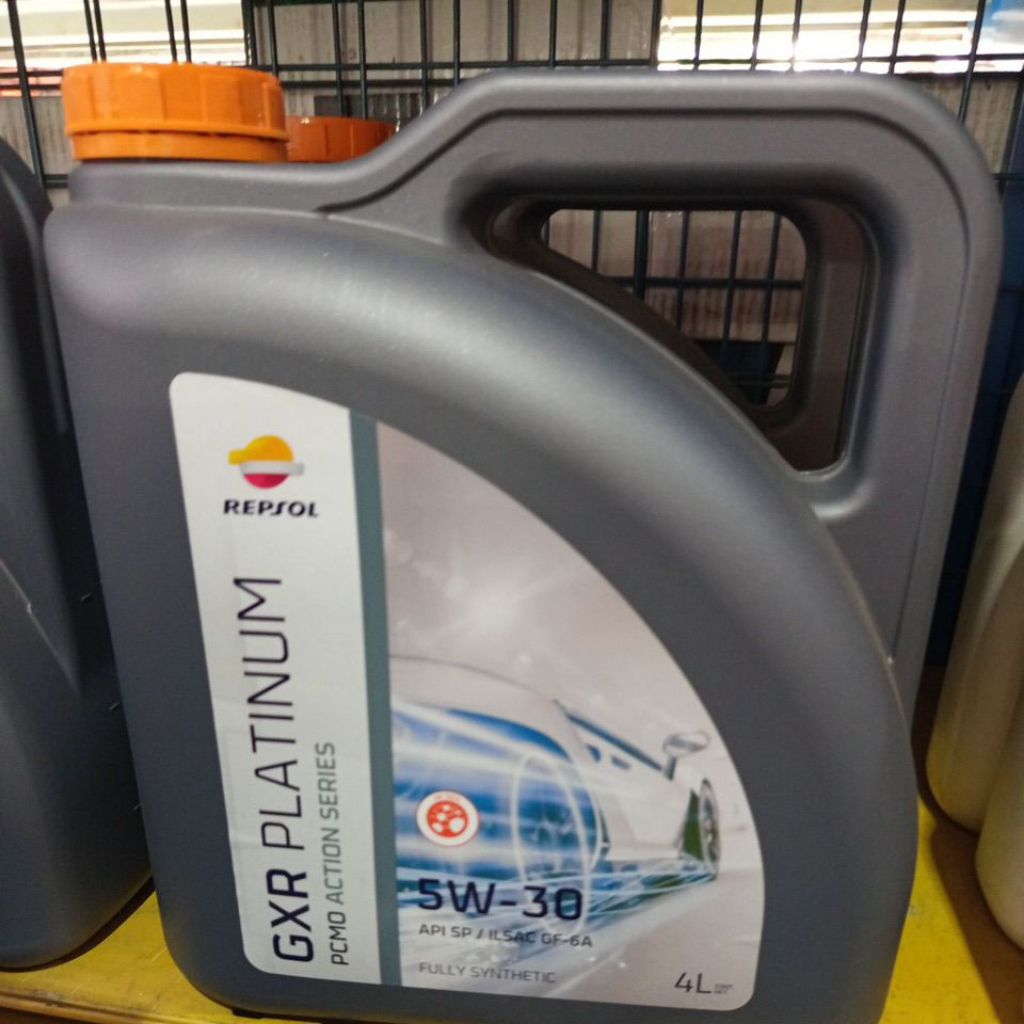 REPSOL
GXR PLATINUM
PCMO ACTION SERIES
5W-30
API SP / ILSAC GF-6A
FULLY SYNTHETIC
4L